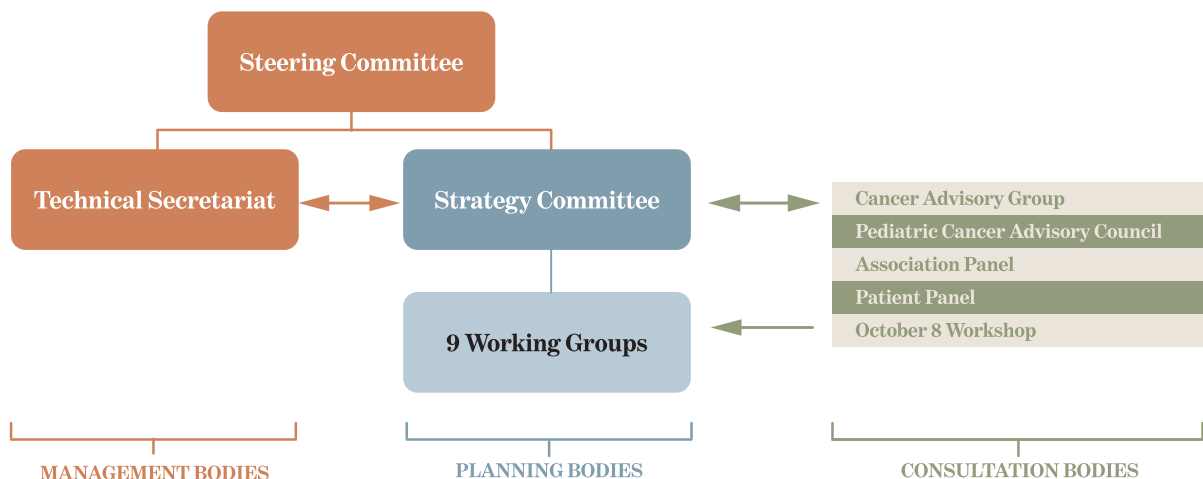 Steering Committee
Technical Secretariat
Strategy Committee
Cancer Advisory Group
Pediatric Cancer Advisory Council
Association Panel
Patient Panel
October 8 Workshop
9 Working Groups
MANAGEMENT BODIES
PLANNING BODIES
CONSULTATION BODIES